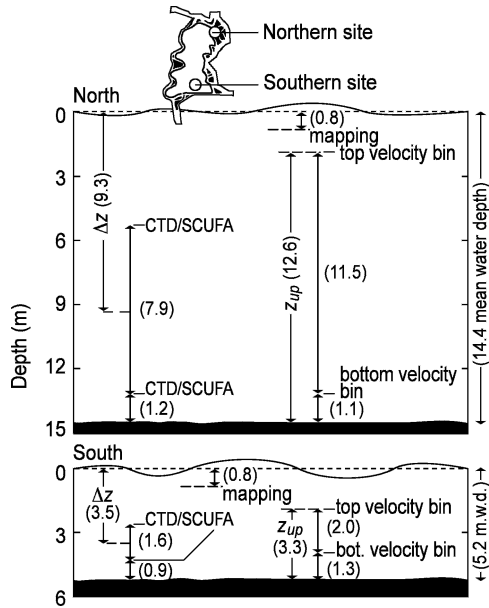 Northern site
Southern site
North
0
3
6
9
12
15
Depth (m)
Δz (9.3)
(0.8)
mapping
top velocity bin
CTD/SCUFA
(7.9)
z_up (12.6)
(11.5)
CTD/SCUFA
(1.2)
bottom velocity
bin
(1.1)
(14.4 mean water depth)
South
0
3
6
Δz
(3.5)
(0.8)
mapping
CTD/SCUFA
(1.6)
(0.9)
z_up
(3.3)
top velocity bin
(2.0)
bot. velocity bin
(1.3)
(5.2 m.w.d.)